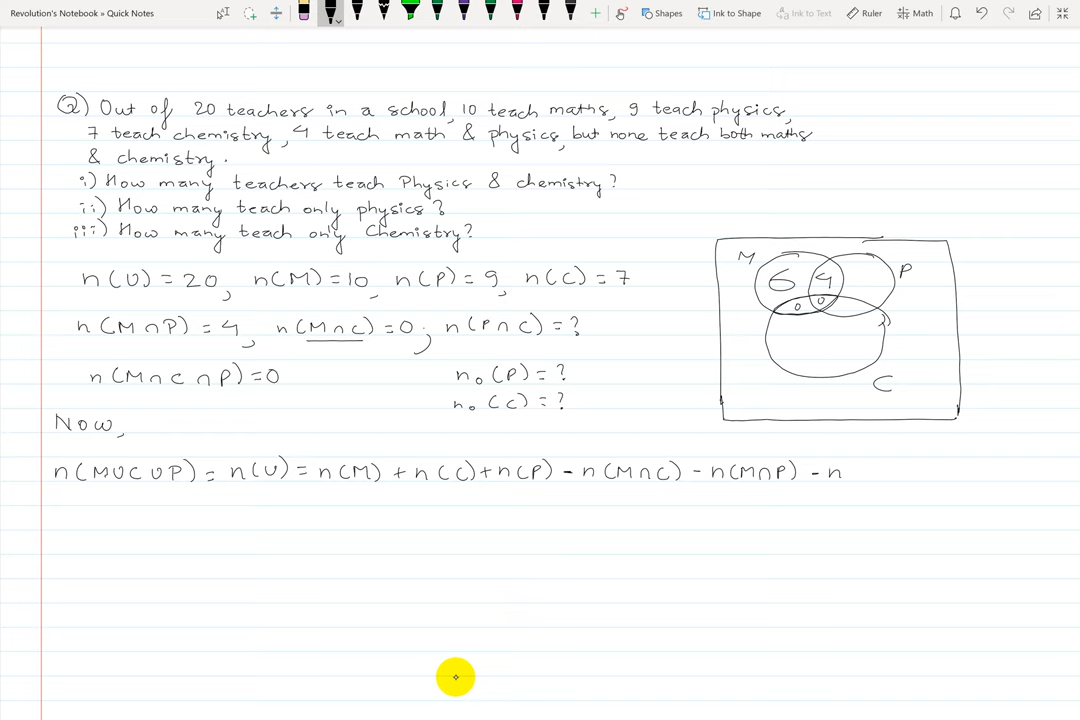 Revolution's Notebook » Quick Notes
Shapes
Ink to Shape
Ink to Text
Ruler
Math
Q) Out of 20 teachers in a school, 10 teach maths, 9 teach physics,
7 teach chemistry, 4 teach math & physics, but none teach both maths
& chemistry.
i) How many teachers teach Physics & chemistry?
ii) How many teach only physics?
iii) How many teach only Chemistry?
n(U) = 20, n(M) = 10, n(P) = 9, n(C) = 7
n(M∩P) = 4, n(M∩C) = 0; n(P∩C) = ?
n(M∩C∩P) = 0
n₀(P) = ?
n₀(C) = ?
M
6
4
P
0
0
C
Now,
n(M∪C∪P) = n(U) = n(M) + n(C) + n(P) - n(M∩C) - n(M∩P) - n